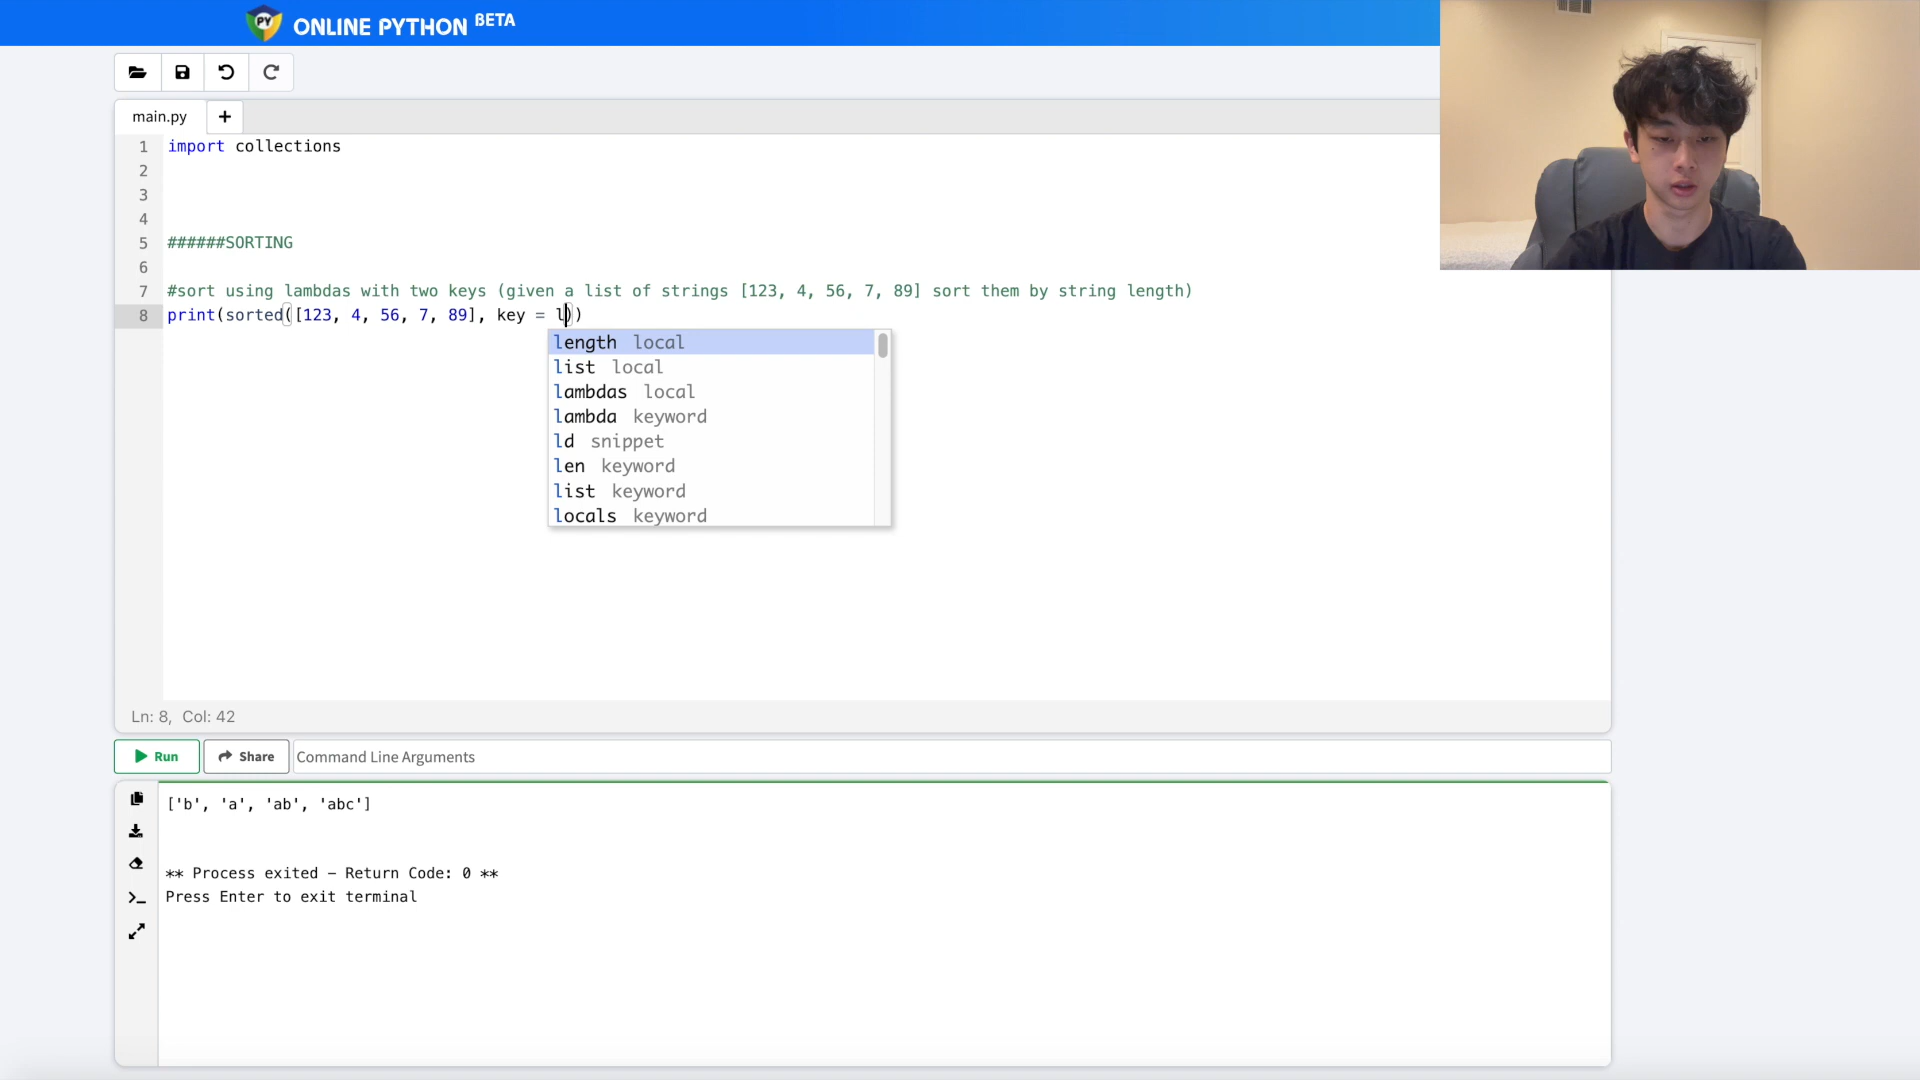 PY ONLINE PYTHON BETA
main.py +
1 import collections
2
3
4
5 ######SORTING
6
7 #sort using lambdas with two keys (given a list of strings [123, 4, 56, 7, 89] sort them by string length)
8 print(sorted([123, 4, 56, 7, 89], key = l))
length local
list local
lambdas local
lambda keyword
ld snippet
len keyword
list keyword
locals keyword
Ln: 8, Col: 42
Run Share Command Line Arguments
['b', 'a', 'ab', 'abc']
** Process exited - Return Code: 0 **
Press Enter to exit terminal